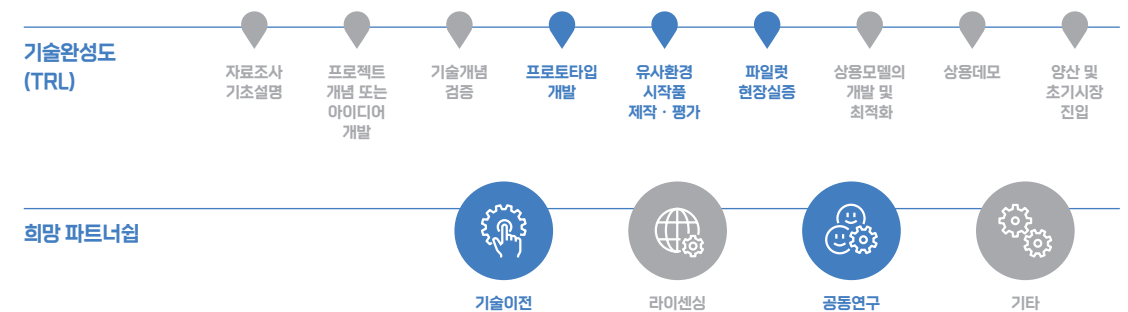 기술완성도
(TRL)
자료조사
기초설명
프로젝트
개념 또는
아이디어
개발
기술개념
검증
프로토타입
개발
유사환경
시작품
제작 · 평가
파일럿
현장실증
상용모델의
개발 및
최적화
상용데모
양산 및
초기시장
진입
희망 파트너쉽
기술이전
라이센싱
공동연구
기타